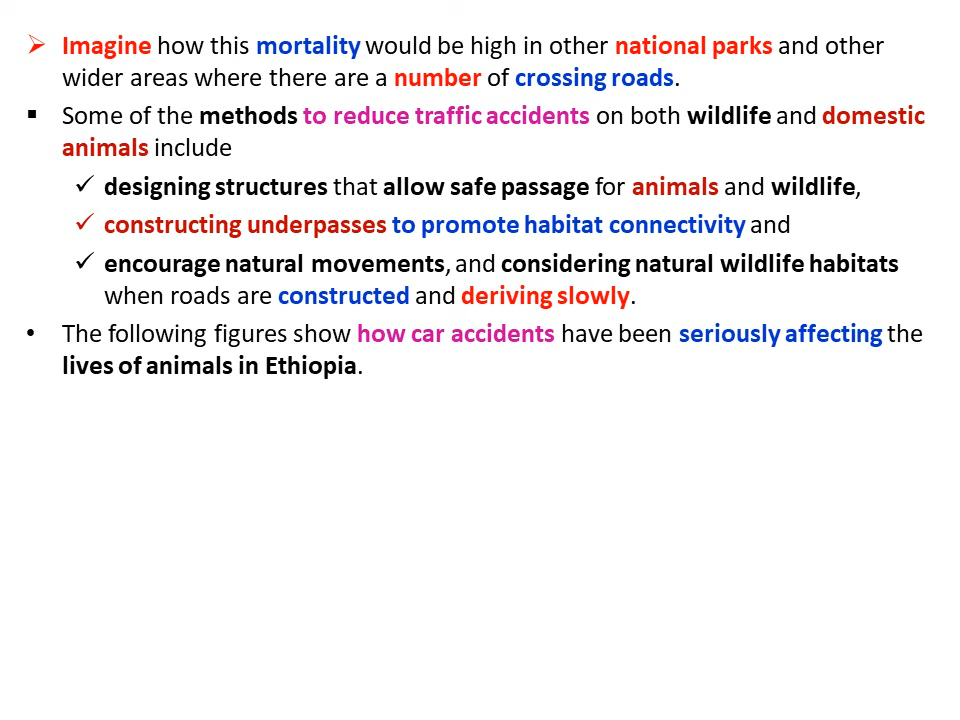 ➢ Imagine how this mortality would be high in other national parks and other
wider areas where there are a number of crossing roads.
▪ Some of the methods to reduce traffic accidents on both wildlife and domestic
animals include
✓ designing structures that allow safe passage for animals and wildlife,
✓ constructing underpasses to promote habitat connectivity and
✓ encourage natural movements, and considering natural wildlife habitats
when roads are constructed and deriving slowly.
• The following figures show how car accidents have been seriously affecting the
lives of animals in Ethiopia.